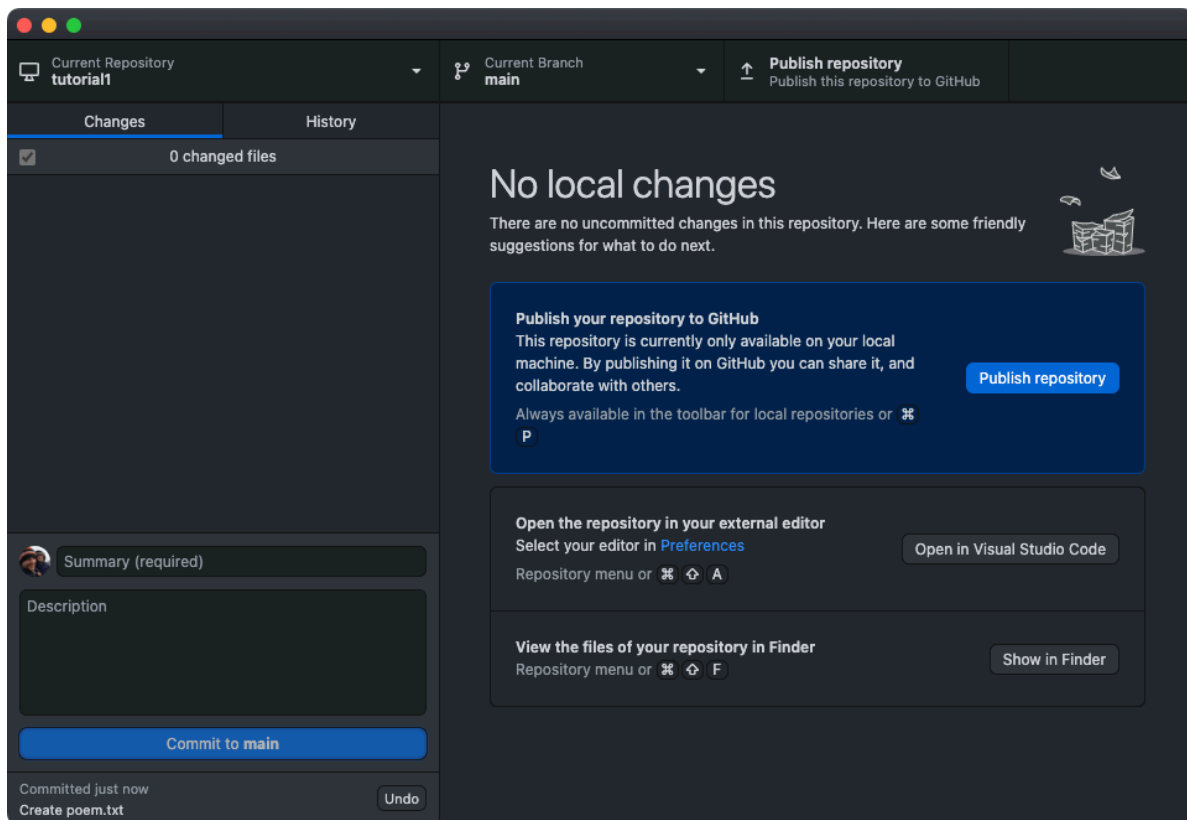 Current Repository
tutorial1
Current Branch
main
Publish repository
Publish this repository to GitHub
Changes
History
0 changed files
No local changes
There are no uncommitted changes in this repository. Here are some friendly
suggestions for what to do next.
Publish your repository to GitHub
This repository is currently only available on your local
machine. By publishing it on GitHub you can share it, and
collaborate with others.
Always available in the toolbar for local repositories or ⌘
P
Publish repository
Open the repository in your external editor
Select your editor in Preferences
Repository menu or ⌘ ⇧ A
Open in Visual Studio Code
View the files of your repository in Finder
Repository menu or ⌘ ⇧ F
Show in Finder
Summary (required)
Description
Commit to main
Committed just now
Create poem.txt
Undo